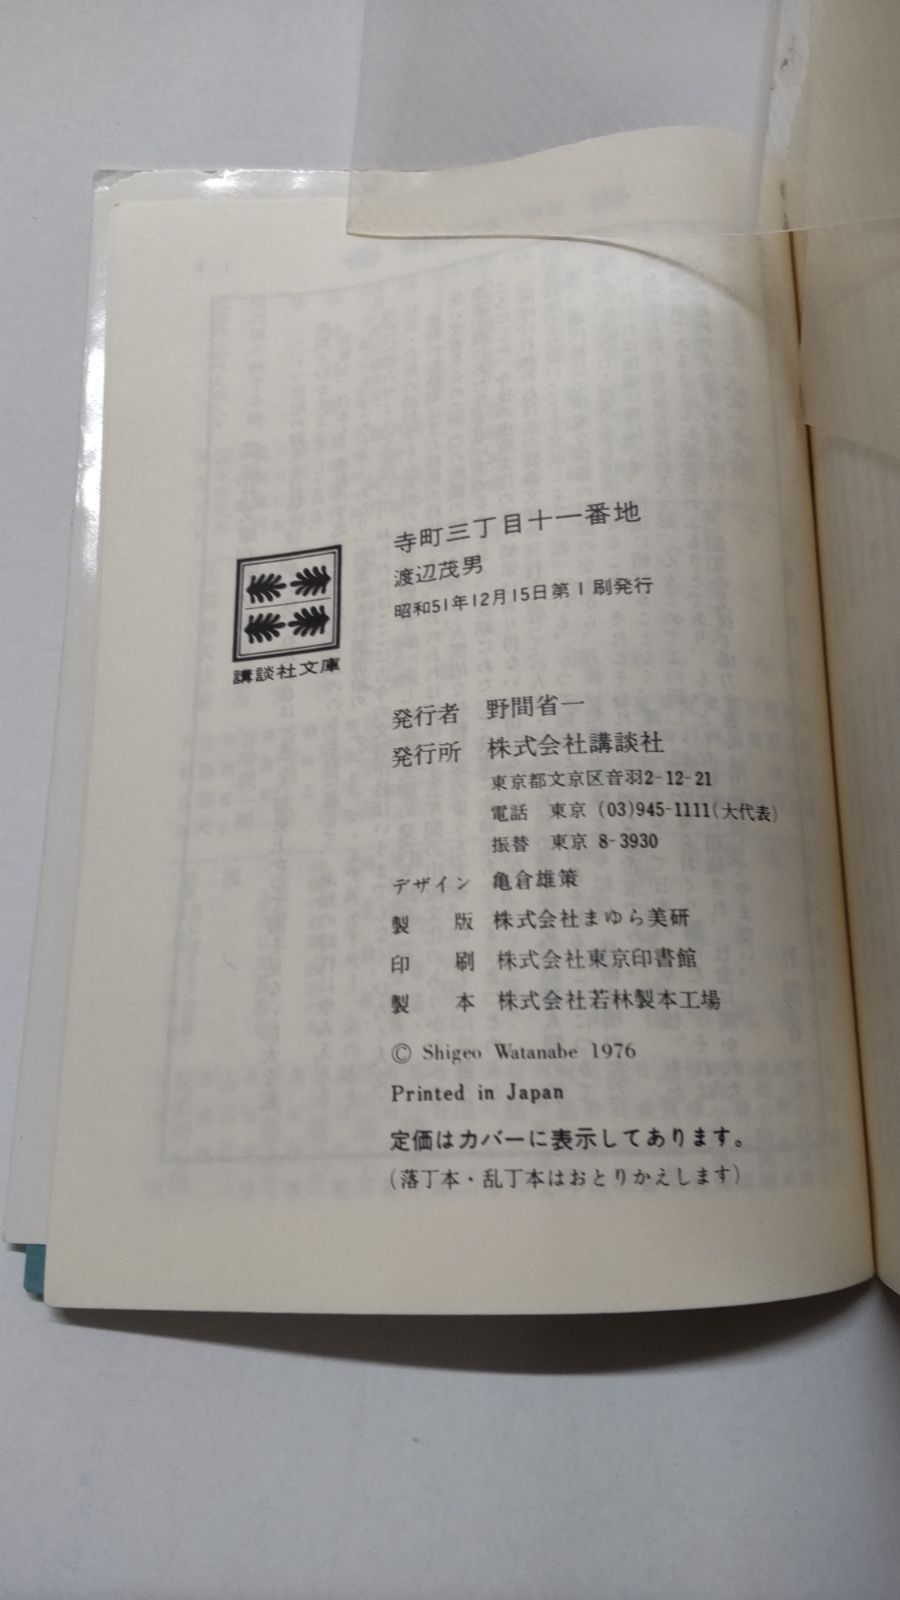 寺町三丁目十一番地
渡辺茂男
昭和51年12月15日第1刷発行
講談社文庫
発行者 野間省一
発行所 株式会社講談社
東京都文京区音羽2-12-21
電話 東京 (03)945-1111(大代表)
振替 東京 8-3930
デザイン 亀倉雄策
製版 株式会社まゆら美研
印刷 株式会社東京印書館
製本 株式会社若林製本工場
© Shigeo Watanabe 1976
Printed in Japan
定価はカバーに表示してあります。
(落丁本・乱丁本はおとりかえします)